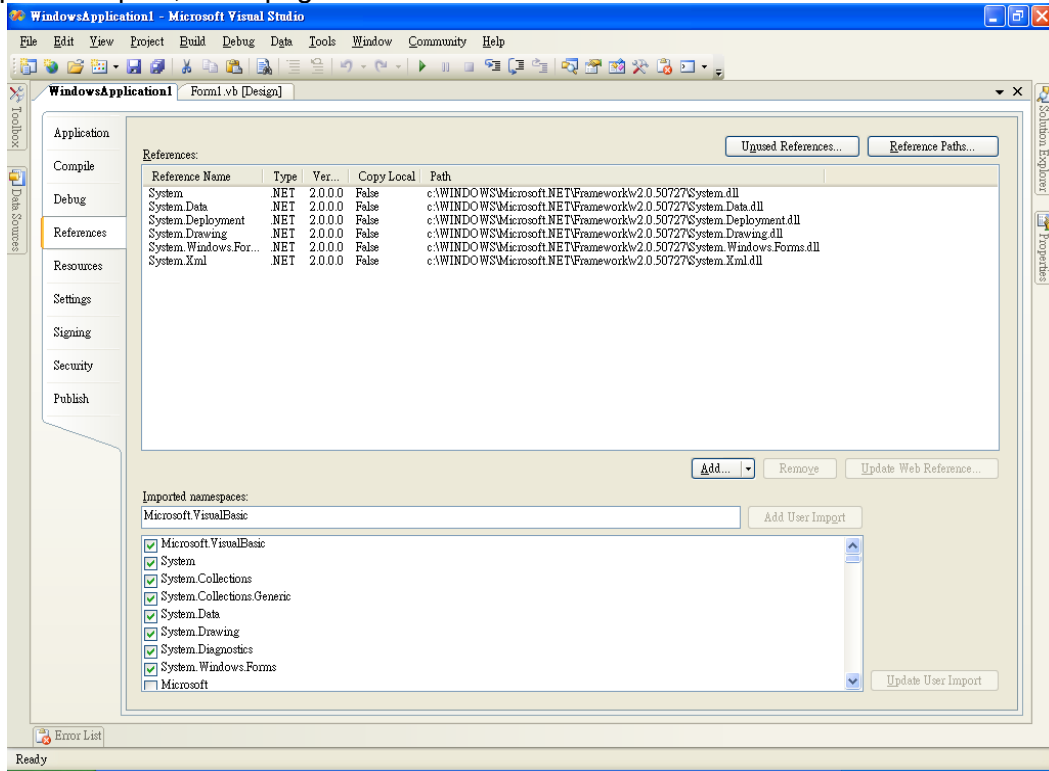 WindowsApplication1 - Microsoft Visual Studio
File Edit View Project Build Debug Data Tools Window Community Help
WindowsApplication1 Form1.vb [Design]
Toolbox
Data Sources
Solution Explorer
Properties
Application
Compile
Debug
References
Resources
Settings
Signing
Security
Publish
Unused References... Reference Paths...
References:
Reference Name Type Ver... Copy Local Path
System .NET 2.0.0.0 False c:\WINDOWS\Microsoft.NET\Framework\v2.0.50727\System.dll
System.Data .NET 2.0.0.0 False c:\WINDOWS\Microsoft.NET\Framework\v2.0.50727\System.Data.dll
System.Deployment .NET 2.0.0.0 False c:\WINDOWS\Microsoft.NET\Framework\v2.0.50727\System.Deployment.dll
System.Drawing .NET 2.0.0.0 False c:\WINDOWS\Microsoft.NET\Framework\v2.0.50727\System.Drawing.dll
System.Windows.For... .NET 2.0.0.0 False c:\WINDOWS\Microsoft.NET\Framework\v2.0.50727\System.Windows.Forms.dll
System.Xml .NET 2.0.0.0 False c:\WINDOWS\Microsoft.NET\Framework\v2.0.50727\System.Xml.dll
Add... Remove Update Web Reference...
Imported namespaces:
Microsoft.VisualBasic Add User Import
Microsoft.VisualBasic
System
System.Collections
System.Collections.Generic
System.Data
System.Drawing
System.Diagnostics
System.Windows.Forms
Microsoft
Update User Import
Error List
Ready